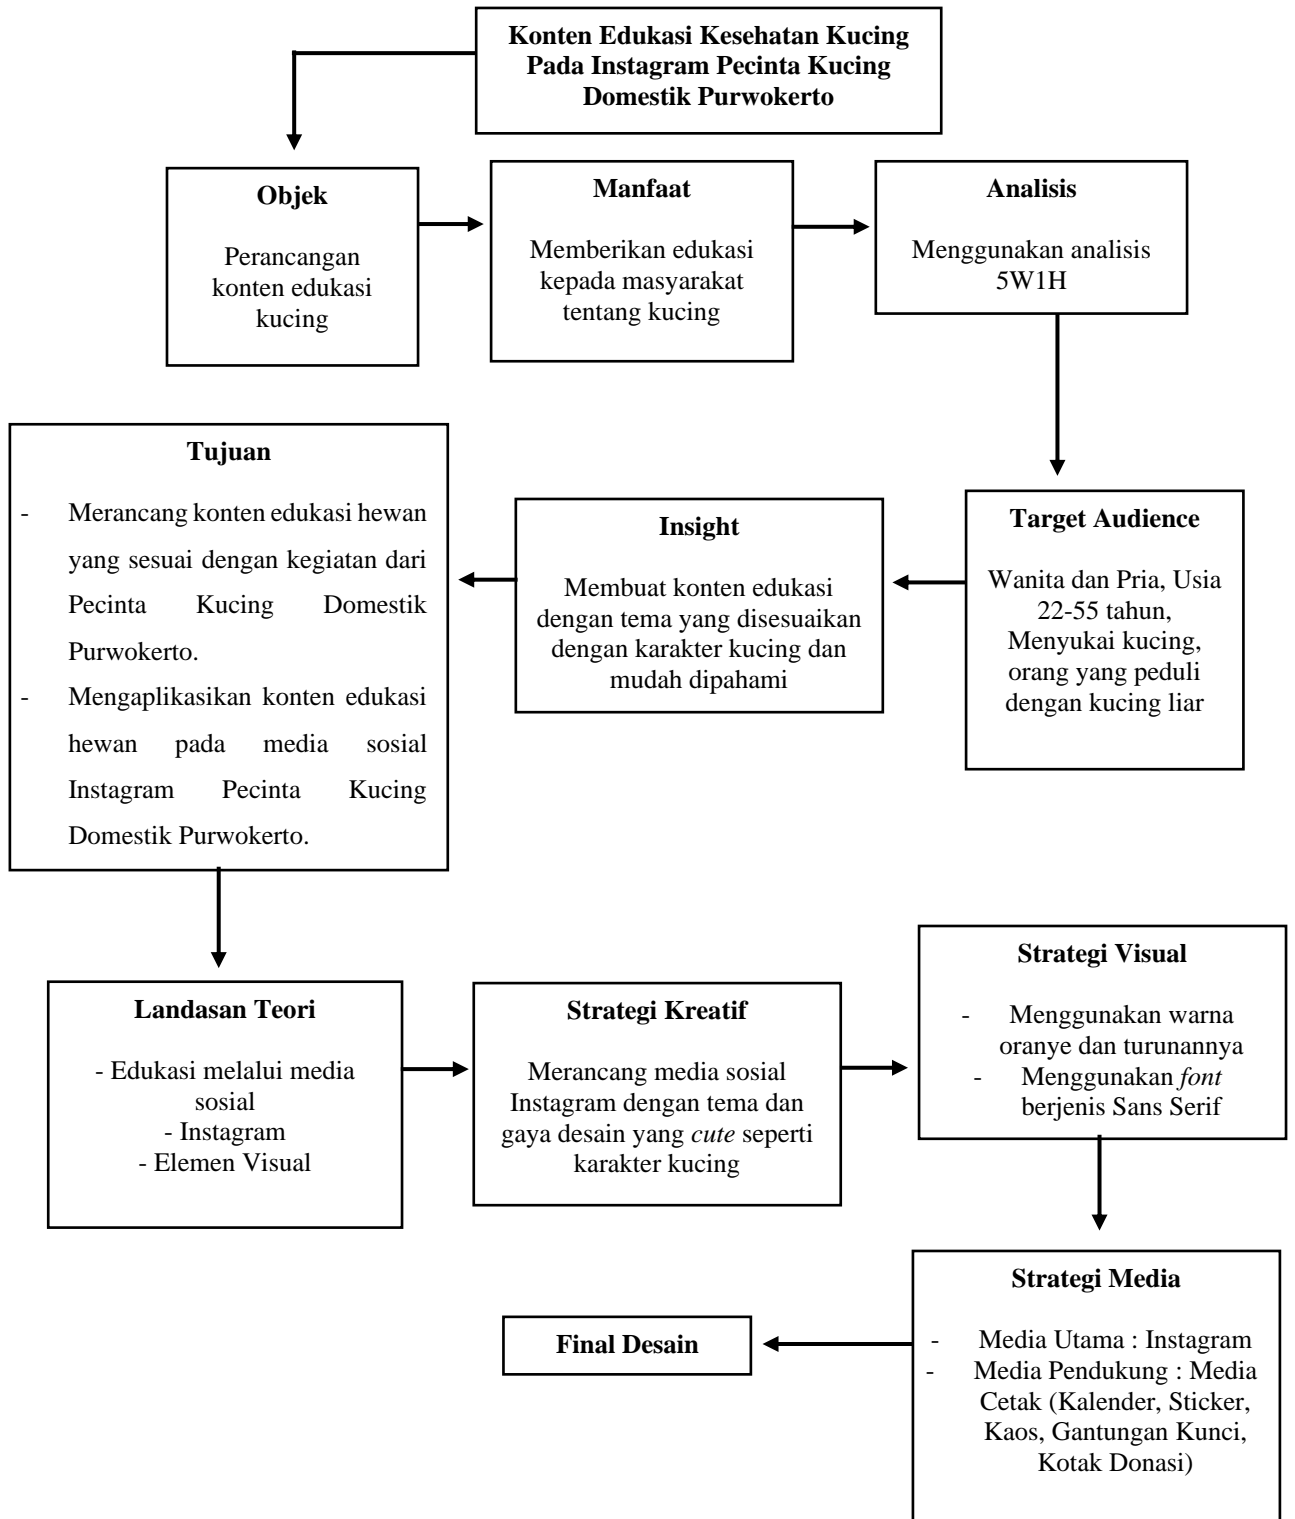 Konten Edukasi Kesehatan Kucing
Pada Instagram Pecinta Kucing
Domestik Purwokerto
Objek
Perancangan
konten edukasi
kucing
Manfaat
Memberikan edukasi
kepada masyarakat
tentang kucing
Analisis
Menggunakan analisis
5W1H
Target Audience
Wanita dan Pria, Usia
22-55 tahun,
Menyukai kucing,
orang yang peduli
dengan kucing liar
Insight
Membuat konten edukasi
dengan tema yang disesuaikan
dengan karakter kucing dan
mudah dipahami
Tujuan
- Merancang konten edukasi hewan
yang sesuai dengan kegiatan dari
Pecinta Kucing Domestik
Purwokerto.
- Mengaplikasikan konten edukasi
hewan pada media sosial
Instagram Pecinta Kucing
Domestik Purwokerto.
Landasan Teori
- Edukasi melalui media
sosial
- Instagram
- Elemen Visual
Strategi Kreatif
Merancang media sosial
Instagram dengan tema dan
gaya desain yang cute seperti
karakter kucing
Strategi Visual
- Menggunakan warna
oranye dan turunannya
- Menggunakan font
berjenis Sans Serif
Strategi Media
- Media Utama : Instagram
- Media Pendukung : Media
Cetak (Kalender, Sticker,
Kaos, Gantungan Kunci,
Kotak Donasi)
Final Desain